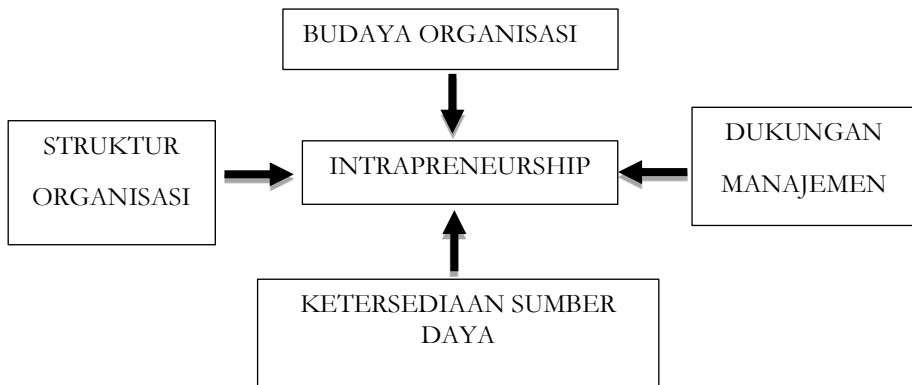 BUDAYA ORGANISASI
STRUKTUR
ORGANISASI
INTRAPRENEURSHIP
DUKUNGAN
MANAJEMEN
KETERSEDIAAN SUMBER
DAYA